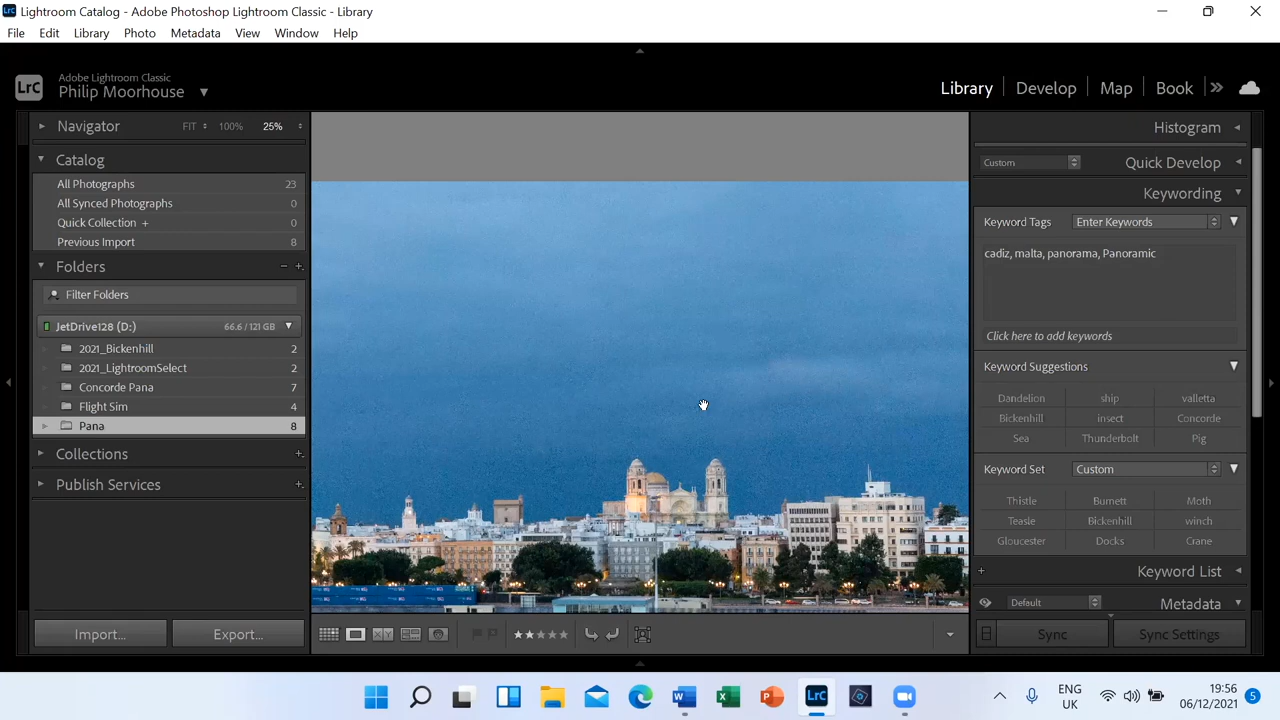 Lightroom Catalog - Adobe Photoshop Lightroom Classic - Library
File Edit Library Photo Metadata View Window Help
LrC
Adobe Lightroom Classic
Philip Moorhouse
Library Develop Map Book
Navigator FIT 100% 25%
Catalog
All Photographs 23
All Synced Photographs 0
Quick Collection + 0
Previous Import 8
Folders
Filter Folders
JetDrive128 (D:) 66.6 / 121 GB
2021_Bickenhill 2
2021_LightroomSelect 2
Concorde Pana 7
Flight Sim 4
Pana 8
Collections
Publish Services
Import...
Export...
Histogram
Custom Quick Develop
Keywording
Keyword Tags Enter Keywords
cadiz, malta, panorama, Panoramic
Click here to add keywords
Keyword Suggestions
Dandelion ship valletta
Bickenhill insect Concorde
Sea Thunderbolt Pig
Keyword Set Custom
Thistle Burnett Moth
Teasle Bickenhill winch
Gloucester Docks Crane
Keyword List
Default Metadata
Sync Sync Settings
XY
LrC
ENG
UK
19:56
06/12/2021
5